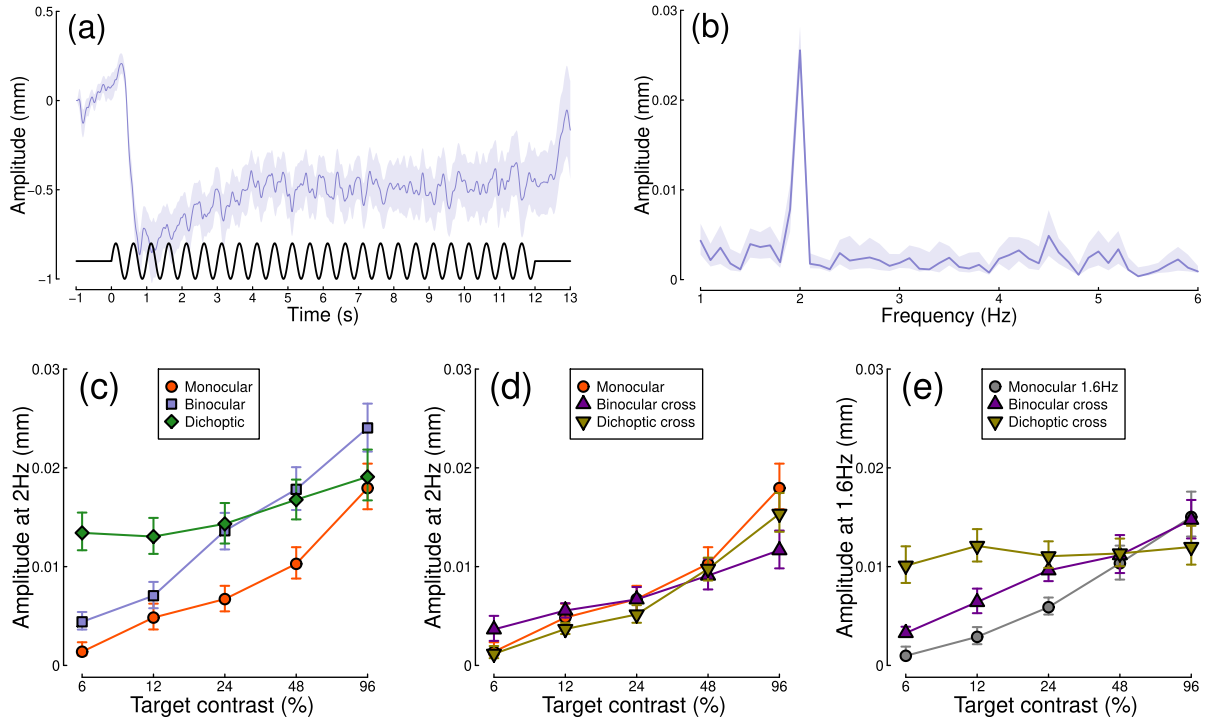 (a)
0.5
0
−0.5
−1
Amplitude (mm)
−1 0 1 2 3 4 5 6 7 8 9 10 11 12 13
Time (s)
(b)
0.03
0.02
0.01
0
Amplitude (mm)
1 2 3 4 5 6
Frequency (Hz)
(c)
Monocular
Binocular
Dichoptic
0.03
0.02
0.01
0
Amplitude at 2Hz (mm)
6 12 24 48 96
Target contrast (%)
(d)
Monocular
Binocular cross
Dichoptic cross
0.03
0.02
0.01
0
Amplitude at 2Hz (mm)
6 12 24 48 96
Target contrast (%)
(e)
Monocular 1.6Hz
Binocular cross
Dichoptic cross
0.03
0.02
0.01
0
Amplitude at 1.6Hz (mm)
6 12 24 48 96
Target contrast (%)